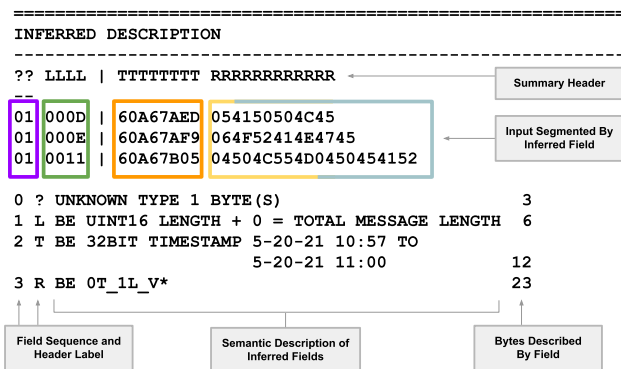 INFERRED DESCRIPTION
?? LLLL | TTTTTTTT RRRRRRRRRRRR
Summary Header
--
01 000D | 60A67AED 054150504C45
01 000E | 60A67AF9 064F52414E4745
01 0011 | 60A67B05 04504C554D0450454152
Input Segmented By
Inferred Field
0 ? UNKNOWN TYPE 1 BYTE(S) 3
1 L BE UINT16 LENGTH + 0 = TOTAL MESSAGE LENGTH 6
2 T BE 32BIT TIMESTAMP 5-20-21 10:57 TO
5-20-21 11:00 12
3 R BE 0T_1L_V* 23
Field Sequence and
Header Label
Semantic Description of
Inferred Fields
Bytes Described
By Field